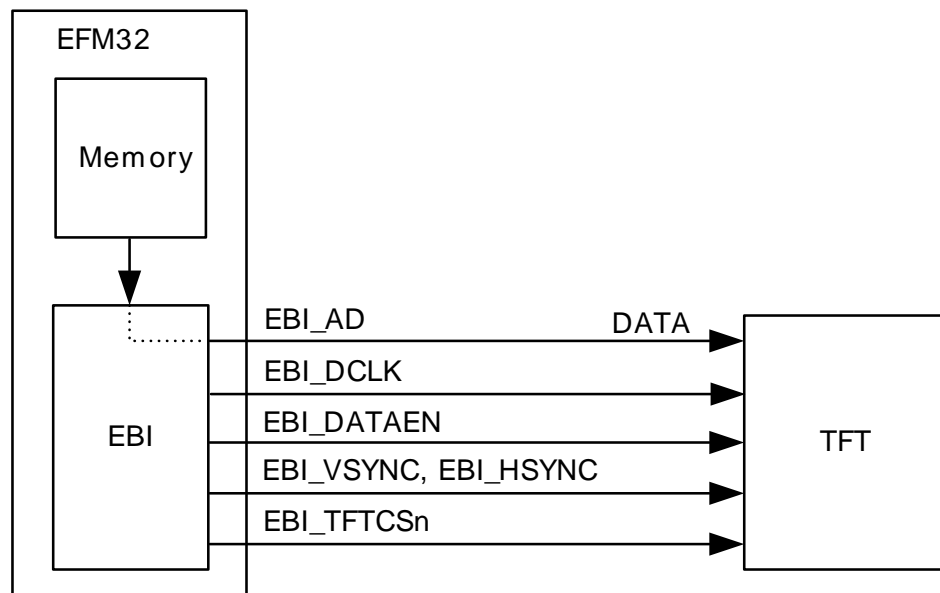 EFM32
Memory
EBI_AD DATA
EBI_DCLK
EBI_DATAEN
EBI
TFT
EBI_VSYNC, EBI_HSYNC
EBI_TFTCSn